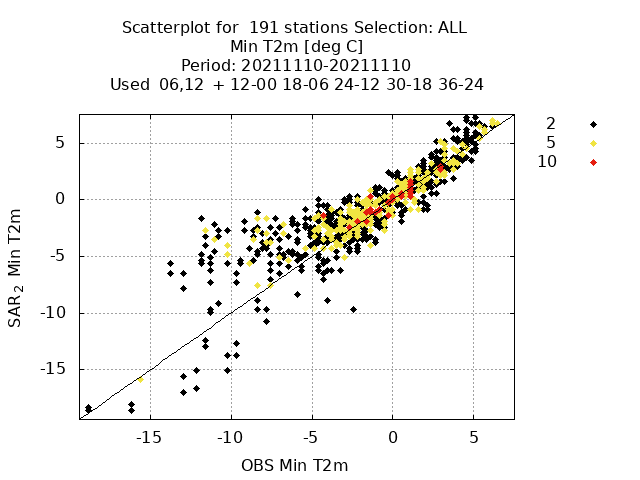 Scatterplot for  191 stations Selection: ALL
Min T2m [deg C]
Period: 20211110-20211110
Used  06,12  + 12-00 18-06 24-12 30-18 36-24
2
5
10
5
0
-5
-10
-15
SAR2  Min T2m
-15 -10 -5 0 5
OBS Min T2m